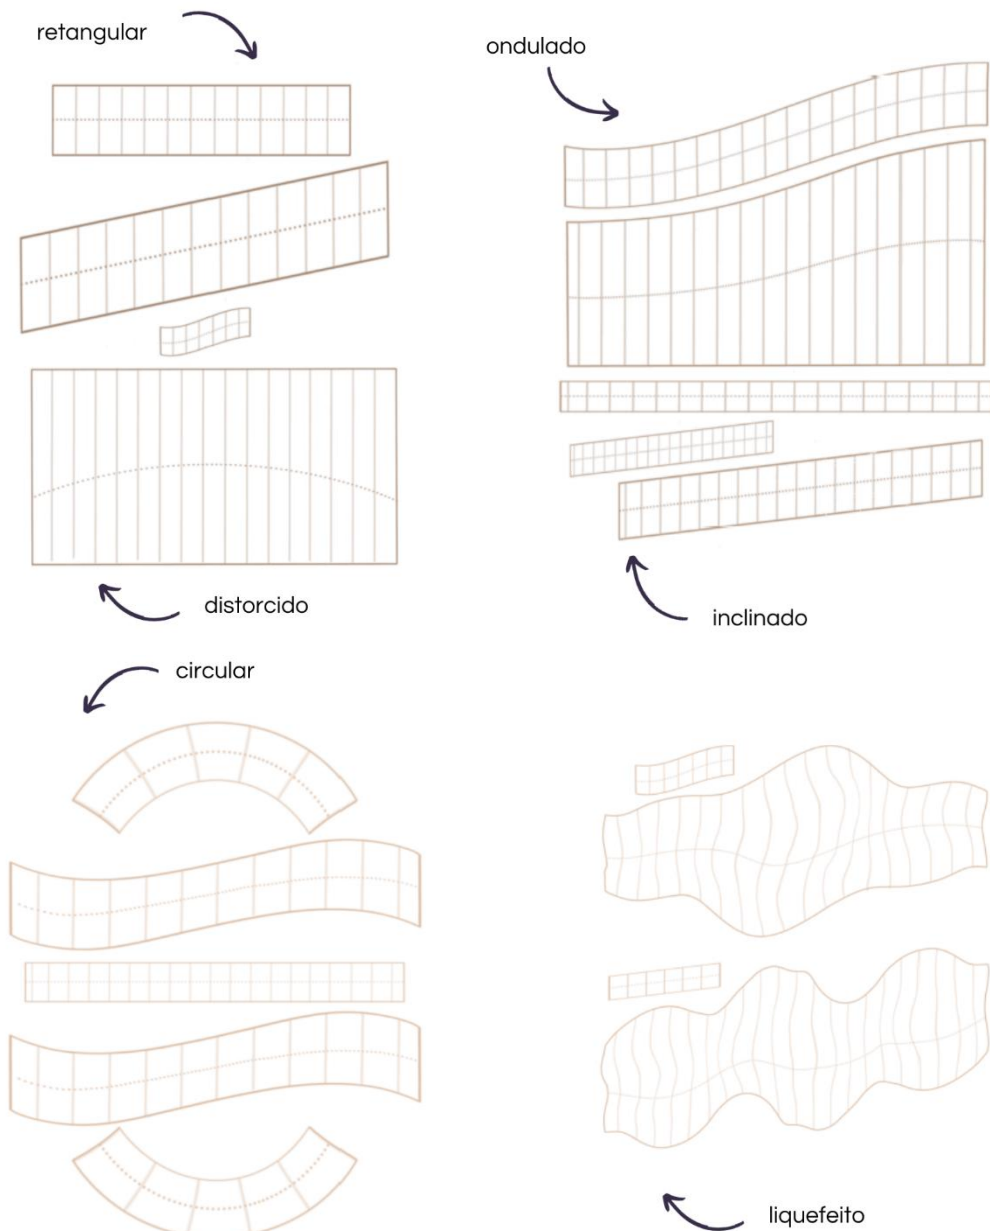 retangular
ondulado
distorcido
inclinado
circular
liquefeito